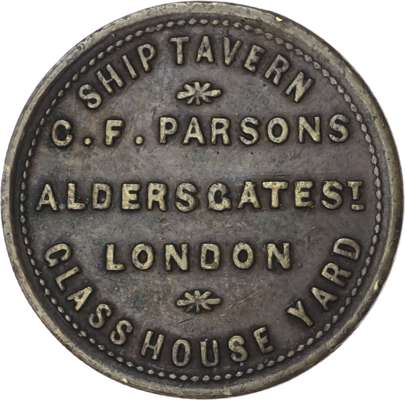 SHIP TAVERN
C. F. PARSONS
ALDERSGATE ST
LONDON
GLASSHOUSE YARD